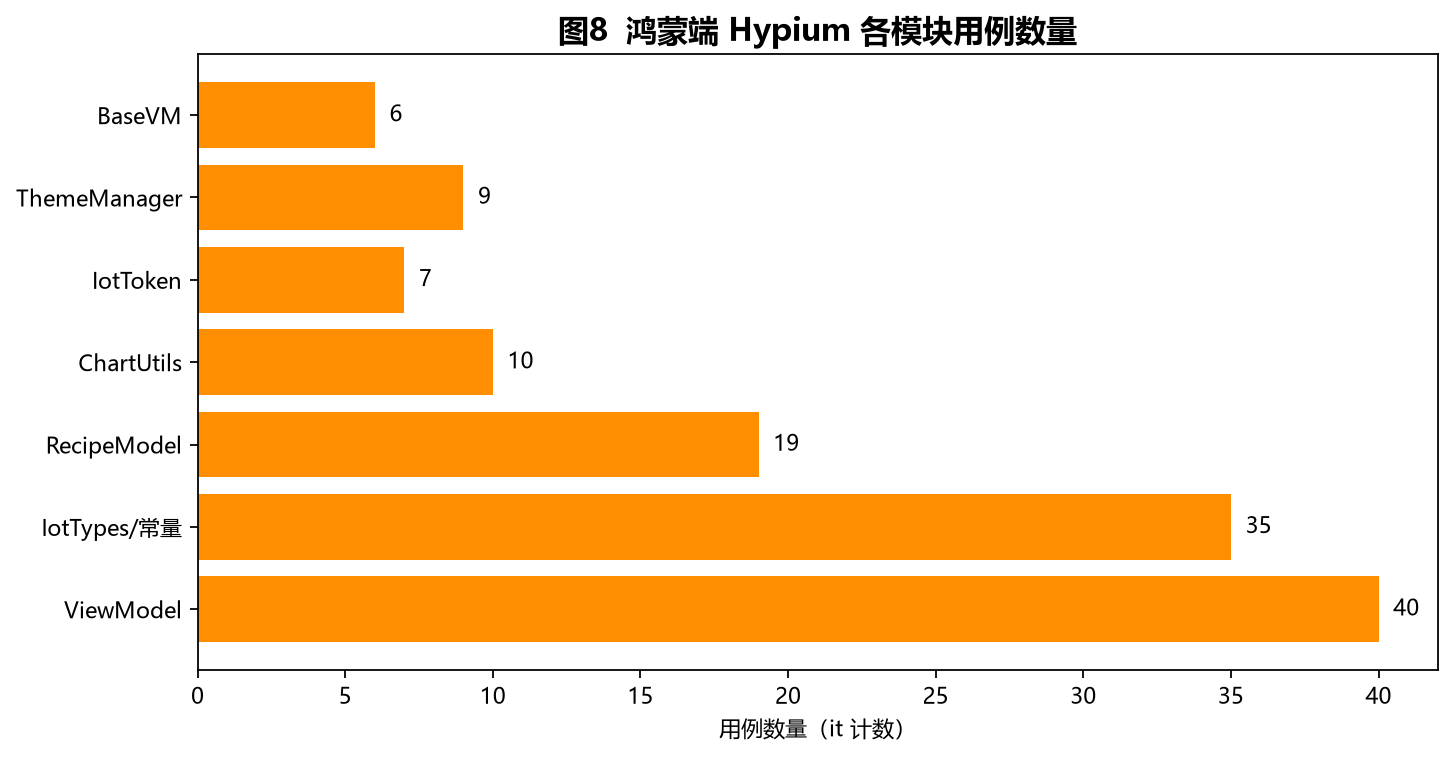 图8  鸿蒙端 Hypium 各模块用例数量
BaseVM
6
ThemeManager
9
IotToken
7
ChartUtils
10
RecipeModel
19
IotTypes/常量
35
ViewModel
40
0 5 10 15 20 25 30 35 40
用例数量（it 计数）